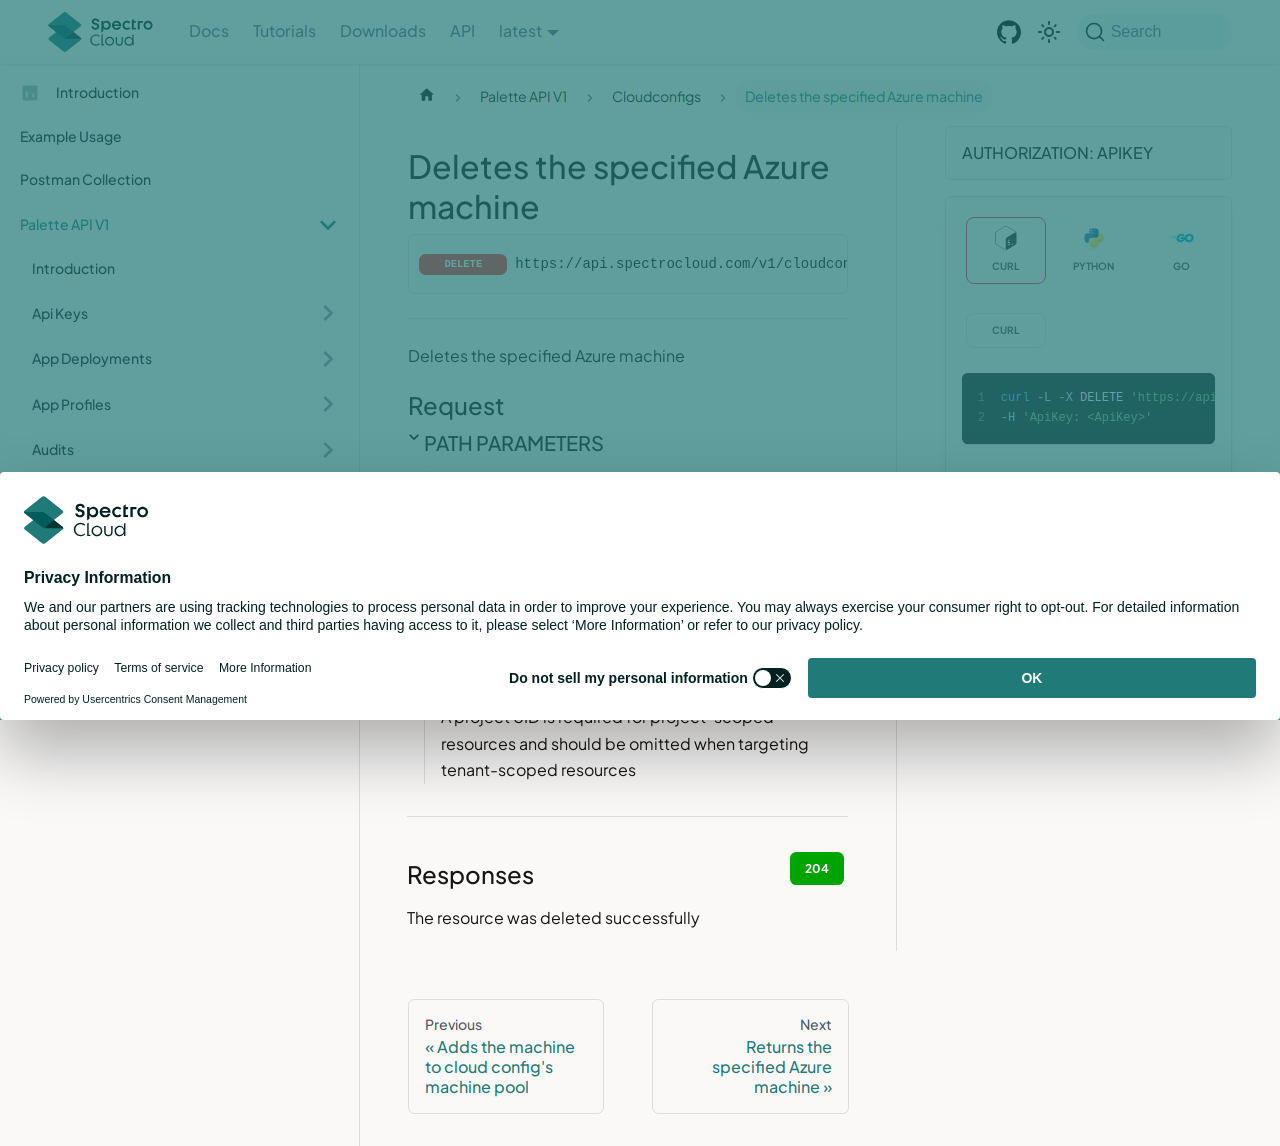 Spectro
Cloud
Docs
Tutorials
Downloads
API
latest
Search
Introduction
Example Usage
Postman Collection
Palette API V1
Introduction
Api Keys
App Deployments
App Profiles
Audits
Palette API V1
Cloudconfigs
Deletes the specified Azure machine
Deletes the specified Azure
machine
DELETE
https://api.spectrocloud.com/v1/cloudcon
Deletes the specified Azure machine
Request
PATH PARAMETERS
AUTHORIZATION: APIKEY
CURL
PYTHON
GO
CURL
1 curl -L -X DELETE 'https://api
2 -H 'ApiKey: <ApiKey>'
Spectro
Cloud
Privacy Information
We and our partners are using tracking technologies to process personal data in order to improve your experience. You may always exercise your consumer right to opt-out. For detailed information
about personal information we collect and third parties having access to it, please select ‘More Information’ or refer to our privacy policy.
Privacy policy
Terms of service
More Information
Powered by Usercentrics Consent Management
Do not sell my personal information
OK
A project UID is required for project-scoped
resources and should be omitted when targeting
tenant-scoped resources
Responses
204
The resource was deleted successfully
Previous
« Adds the machine
to cloud config's
machine pool
Next
Returns the
specified Azure
machine »